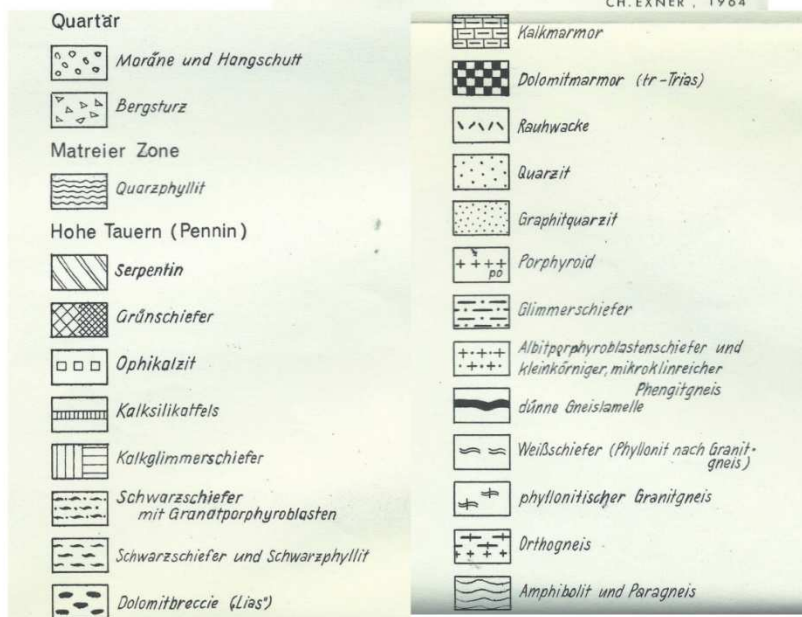 CH. EXNER, 1964
Quartär
Moräne und Hangschutt
Bergsturz
Matreier Zone
Quarzphyllit
Hohe Tauern (Pennin)
Serpentin
Grünschiefer
Ophikalzit
Kalksilikatfels
Kalkglimmerschiefer
Schwarzschiefer
mit Granatporphyroblasten
Schwarzschiefer und Schwarzphyllit
Dolomitbreccie („Lias")
Kalkmarmor
Dolomitmarmor (tr-Trias)
Rauhwacke
Quarzit
Graphitquarzit
po
Porphyroid
Glimmerschiefer
Albitporphyroblastenschiefer und
kleinkörniger, mikroklinreicher
Phengitgneis
dünne Gneislamelle
Weißschiefer (Phyllonit nach Granit-
gneis)
phyllonitischer Granitgneis
Orthogneis
Amphibolit und Paragneis